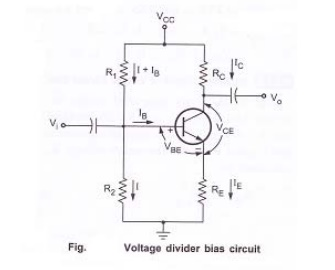 VCC
R1
I + IB
RC
IC
Vo
IB
Vi
+
VCE
VBE
−
R2
I
RE
IE
Fig. Voltage divider bias circuit